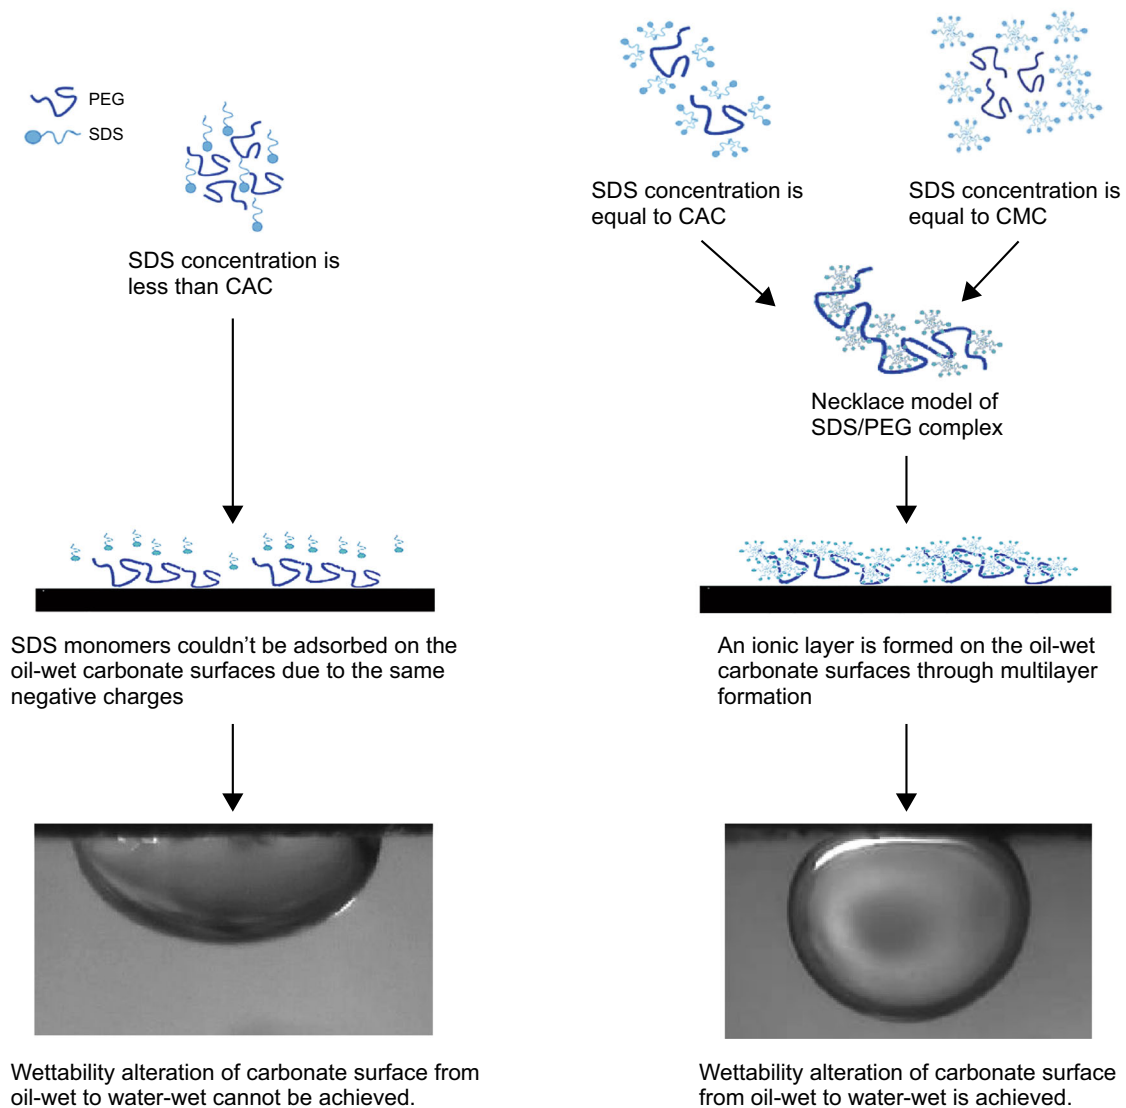 PEG
SDS
SDS concentration is
less than CAC
SDS monomers couldn’t be adsorbed on the
oil-wet carbonate surfaces due to the same
negative charges
Wettability alteration of carbonate surface from
oil-wet to water-wet cannot be achieved.
SDS concentration is
equal to CAC
SDS concentration is
equal to CMC
Necklace model of
SDS/PEG complex
An ionic layer is formed on the oil-wet
carbonate surfaces through multilayer
formation
Wettability alteration of carbonate surface
from oil-wet to water-wet is achieved.